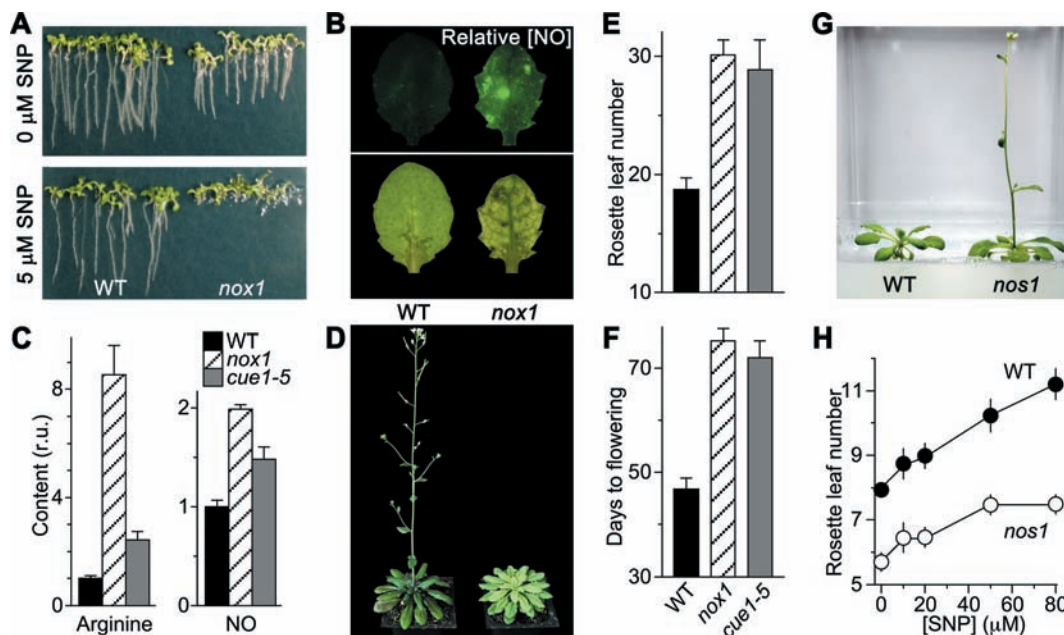 A
0 μM SNP
5 μM SNP
WT nox1
B
Relative [NO]
WT nox1
C
WT
nox1
cue1-5
Content (r.u.)
8
4
0
Arginine
2
1
0
NO
D
E
Rosette leaf number
30
20
10
F
Days to flowering
75
50
30
WT
nox1
cue1-5
G
WT nos1
H
WT
nos1
Rosette leaf number
11
9
7
5
0 20 40 60 80
[SNP] (μM)